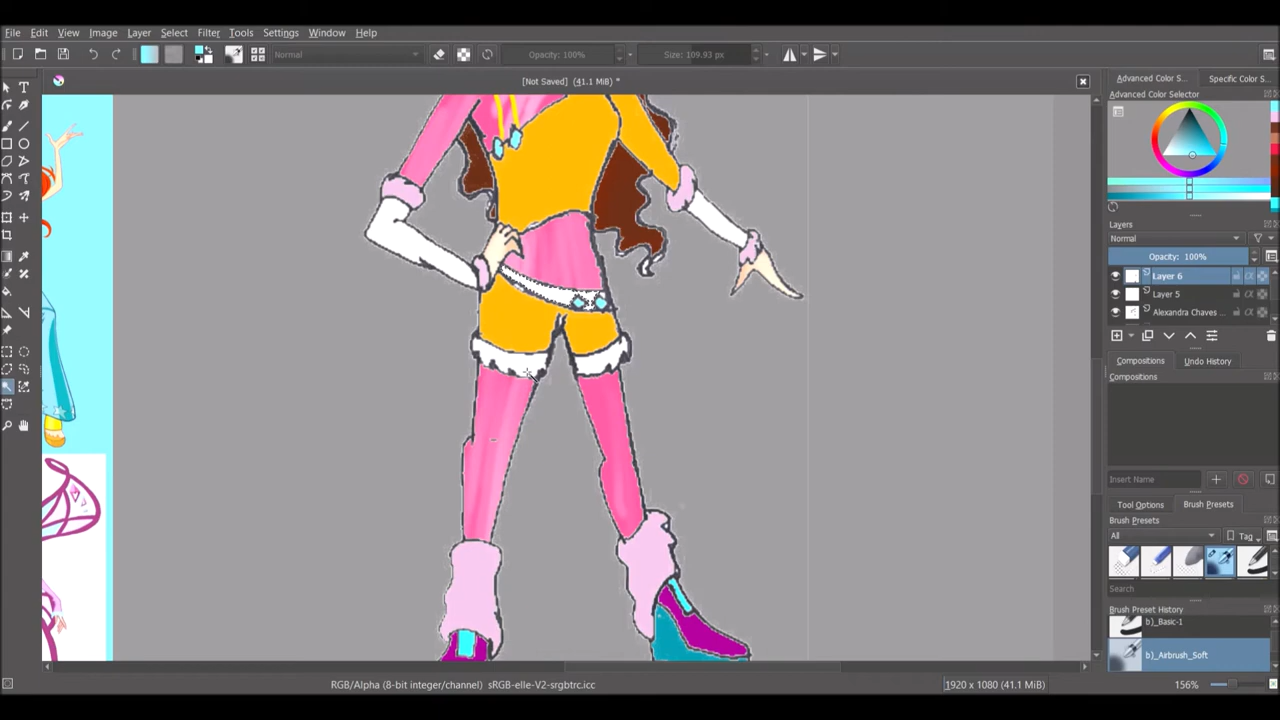 File Edit View Image Layer Select Filter Tools Settings Window Help
Normal Opacity: 100% Size: 109.93 px
[Not Saved] (41.1 MiB) *
Advanced Color S... Specific Color S...
Advanced Color Selector
Layers
Normal
Opacity: 100%
Layer 6
Layer 5
Alexandra Chaves ...
Compositions Undo History
Compositions
Insert Name
Tool Options Brush Presets
Brush Presets
All Tag
Search
Brush Preset History
b)_Basic-1
b)_Airbrush_Soft
RGB/Alpha (8-bit integer/channel) sRGB-elle-V2-srgbtrc.icc 1920 x 1080 (41.1 MiB) 156%